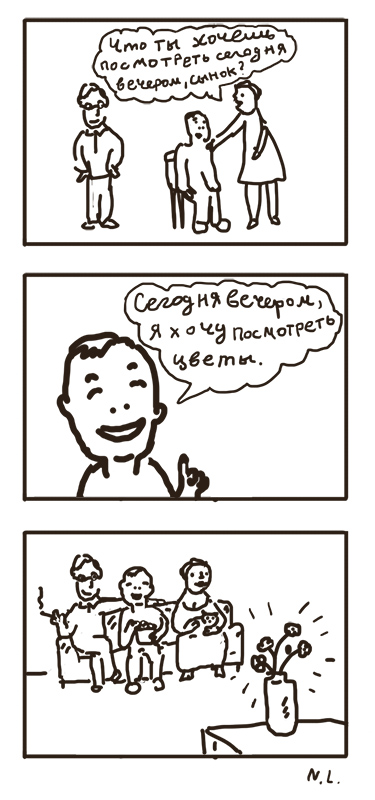 Что ты хочешь
посмотреть сегодня
вечером, сынок?
Сегодня вечером,
я хочу посмотреть
цветы.
N.L.